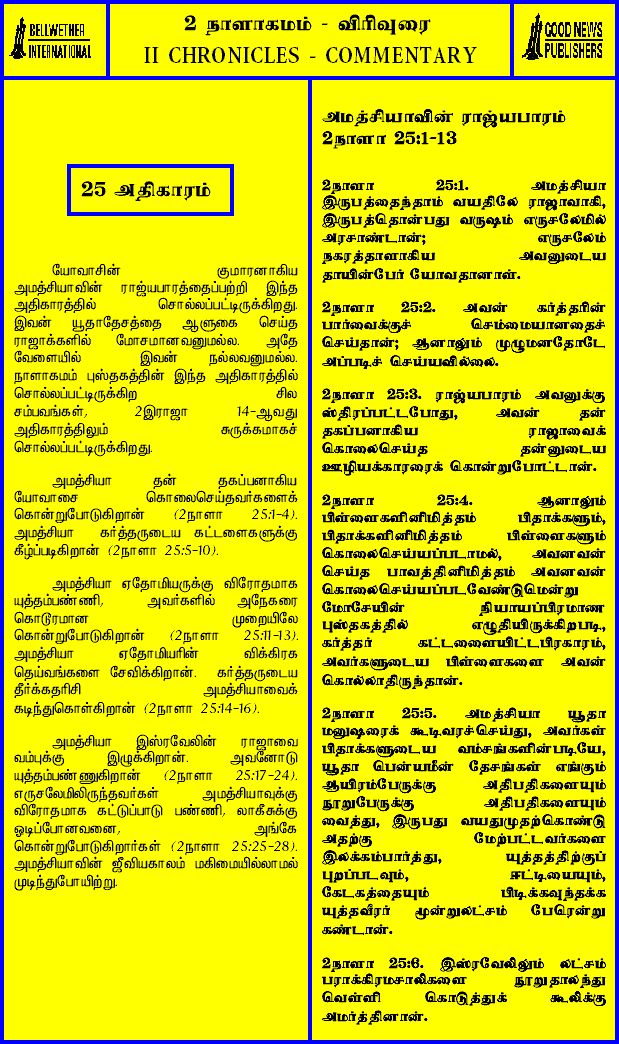 BELLWETHER
INTERNATIONAL
2 நாளாகமம் - விரிவுரை
II CHRONICLES - COMMENTARY
GOOD NEWS
PUBLISHERS
25 அதிகாரம்
யோவாசின் குமாரனாகிய
அமத்சியாவின் ராஜ்யபாரத்தைப்பற்றி இந்த
அதிகாரத்தில் சொல்லப்பட்டிருக்கிறது.
இவன் யூதாதேசத்தை ஆளுகை செய்த
ராஜாக்களில் மோசமானவனுமல்ல. அதே
வேளையில் இவன் நல்லவனுமல்ல.
நாளாகமம் புஸ்தகத்தின் இந்த அதிகாரத்தில்
சொல்லப்பட்டிருக்கிற சில
சம்பவங்கள், 2இராஜா 14-ஆவது
அதிகாரத்திலும் சுருக்கமாகச்
சொல்லப்பட்டிருக்கிறது.
அமத்சியா தன் தகப்பனாகிய
யோவாசை கொலைசெய்தவர்களைக்
கொன்றுபோடுகிறான் (2நாளா 25:1-4).
அமத்சியா கர்த்தருடைய கட்டளைகளுக்கு
கீழ்ப்படிகிறான் (2நாளா 25:5-10).
அமத்சியா ஏதோமியருக்கு விரோதமாக
யுத்தம்பண்ணி, அவர்களில் அநேகரை
கொடூரமான முறையிலே
கொன்றுபோடுகிறான் (2நாளா 25:11-13).
அமத்சியா ஏதோமியரின் விக்கிரக
தெய்வங்களை சேவிக்கிறான். கர்த்தருடைய
தீர்க்கதரிசி அமத்சியாவைக்
கடிந்துகொள்கிறான் (2நாளா 25:14-16).
அமத்சியா இஸ்ரவேலின் ராஜாவை
வம்புக்கு இழுக்கிறான். அவனோடு
யுத்தம்பண்ணுகிறான் (2நாளா 25:17-24).
எருசலேமிலிருந்தவர்கள் அமத்சியாவுக்கு
விரோதமாக கட்டுப்பாடு பண்ணி, லாகீசுக்கு
ஓடிப்போனவனை, அங்கே
கொன்றுபோடுகிறார்கள் (2நாளா 25:25-28).
அமத்சியாவின் ஜீவியகாலம் மகிமையில்லாமல்
முடிந்துபோயிற்று.
அமத்சியாவின் ராஜ்யபாரம்
2நாளா 25:1-13
2நாளா 25:1. அமத்சியா
இருபத்தைந்தாம் வயதிலே ராஜாவாகி,
இருபத்தொன்பது வருஷம் எருசலேமில்
அரசாண்டான்; எருசலேம்
நகரத்தாளாகிய அவனுடைய
தாயின்பேர் யோவதானாள்.
2நாளா 25:2. அவன் கர்த்தரின்
பார்வைக்குச் செம்மையானதைச்
செய்தான்; ஆனாலும் முழுமனதோடே
அப்படிச் செய்யவில்லை.
2நாளா 25:3. ராஜ்யபாரம் அவனுக்கு
ஸ்திரப்பட்டபோது, அவன் தன்
தகப்பனாகிய ராஜாவைக்
கொலைசெய்த தன்னுடைய
ஊழியக்காரரைக் கொன்றுபோட்டான்.
2நாளா 25:4. ஆனாலும்
பிள்ளைகளினிமித்தம் பிதாக்களும்,
பிதாக்களினிமித்தம் பிள்ளைகளும்
கொலைசெய்யப்படாமல், அவனவன்
செய்த பாவத்தினிமித்தம் அவனவன்
கொலைசெய்யப்படவேண்டுமென்று
மோசேயின் நியாயப்பிரமாண
புஸ்தகத்தில் எழுதியிருக்கிறபடி,
கர்த்தர் கட்டளையிட்டபிரகாரம்,
அவர்களுடைய பிள்ளைகளை அவன்
கொல்லாதிருந்தான்.
2நாளா 25:5. அமத்சியா யூதா
மனுஷரைக் கூடிவரச்செய்து, அவர்கள்
பிதாக்களுடைய வம்சங்களின்படியே,
யூதா பென்யமீன் தேசங்கள் எங்கும்
ஆயிரம்பேருக்கு அதிபதிகளையும்
நூறுபேருக்கு அதிபதிகளையும்
வைத்து, இருபது வயதுமுதற்கொண்டு
அதற்கு மேற்பட்டவர்களை
இலக்கம்பார்த்து, யுத்தத்திற்குப்
புறப்படவும், ஈட்டியையும்,
கேடகத்தையும் பிடிக்கவுந்தக்க
யுத்தவீரர் மூன்றுலட்சம் பேரென்று
கண்டான்.
2நாளா 25:6. இஸ்ரவேலிலும் லட்சம்
பராக்கிரமசாலிகளை நூறுதாலந்து
வெள்ளி கொடுத்துக் கூலிக்கு
அமர்த்தினான்.